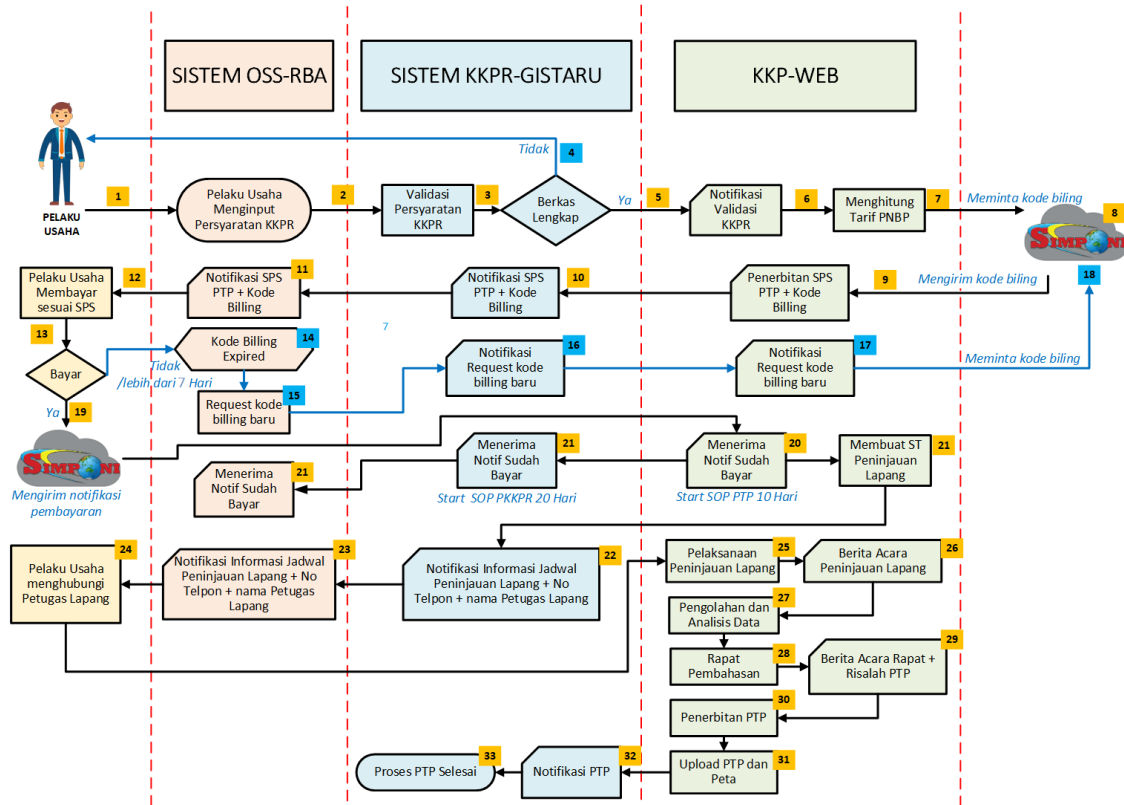 SISTEM OSS-RBA
SISTEM KKPR-GISTARU
KKP-WEB
PELAKU
USAHA
1
Pelaku Usaha
Menginput
Persyaratan KKPR
2
Validasi
Persyaratan
KKPR
3
Berkas
Lengkap
Tidak
4
Ya
5
Notifikasi
Validasi
KKPR
6
Menghitung
Tarif PNBP
7
Meminta kode biling
8
SIMPONI
Mengirim kode biling
9
Penerbitan SPS
PTP + Kode
Billing
10
Notifikasi SPS
PTP + Kode
Billing
11
Notifikasi SPS
PTP + Kode
Billing
12
Pelaku Usaha
Membayar
sesuai SPS
13
Bayar
Tidak
/lebih dari 7 Hari
14
Kode Billing
Expired
7
15
Request kode
billing baru
16
Notifikasi
Request kode
billing baru
17
Notifikasi
Request kode
billing baru
Meminta kode biling
18
Ya
19
SIMPONI
Mengirim notifikasi
pembayaran
20
Menerima
Notif Sudah
Bayar
Start SOP PTP 10 Hari
21
Menerima
Notif Sudah
Bayar
Start SOP PKKPR 20 Hari
21
Menerima
Notif Sudah
Bayar
21
Membuat ST
Peninjauan
Lapang
22
Notifikasi Informasi Jadwal
Peninjauan Lapang + No
Telpon + nama Petugas
Lapang
23
Notifikasi Informasi Jadwal
Peninjauan Lapang + No
Telpon + nama Petugas
Lapang
24
Pelaku Usaha
menghubungi
Petugas Lapang
25
Pelaksanaan
Peninjauan Lapang
26
Berita Acara
Peninjauan Lapang
27
Pengolahan dan
Analisis Data
28
Rapat
Pembahasan
29
Berita Acara Rapat +
Risalah PTP
30
Penerbitan PTP
31
Upload PTP dan
Peta
32
Notifikasi PTP
33
Proses PTP Selesai